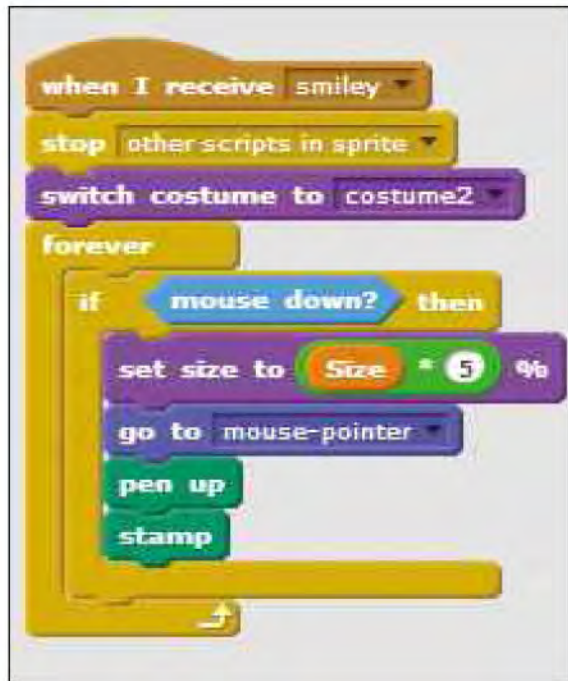 when I receive smiley
stop other scripts in sprite
switch costume to costume2
forever
if mouse down? then
set size to Size * 5 %
go to mouse-pointer
pen up
stamp